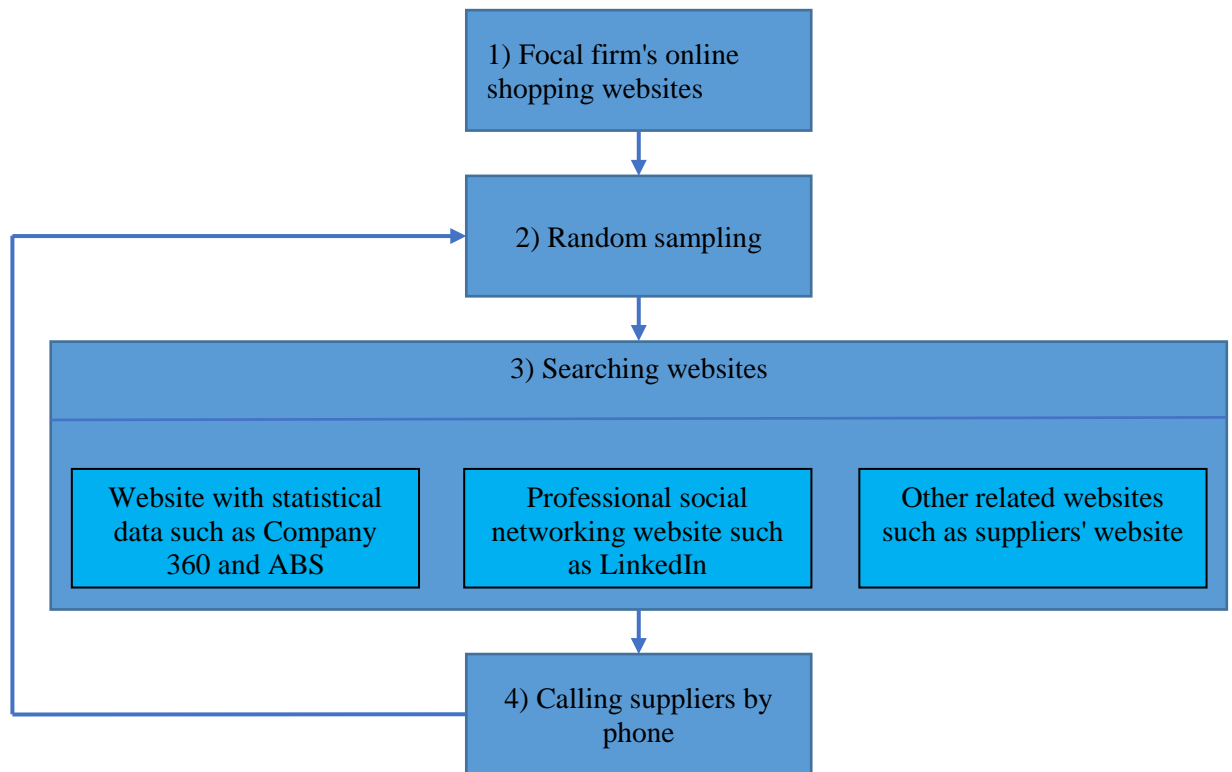 1) Focal firm's online
shopping websites
2) Random sampling
3) Searching websites
Website with statistical
data such as Company
360 and ABS
Professional social
networking website such
as LinkedIn
Other related websites
such as suppliers' website
4) Calling suppliers by
phone